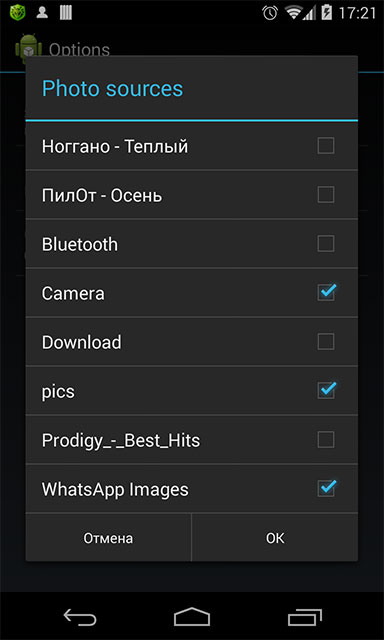 17:21
Options
Photo sources
Ноггано - Теплый
ПилОт - Осень
Bluetooth
Camera
Download
pics
Prodigy_-_Best_Hits
WhatsApp Images
Отмена
OK